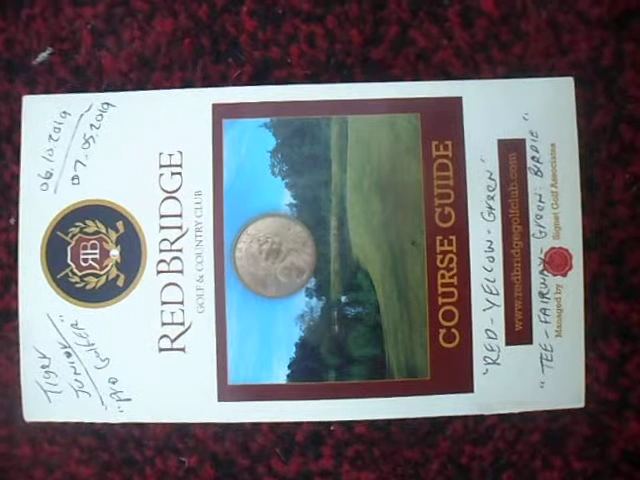 06.10.2019
07.05.2019
RB
TIGER
JUNIOR
"PRO GOLFER"
RED BRIDGE
GOLF & COUNTRY CLUB
COURSE GUIDE
"RED - YELLOW - GREEN"
www.redbridgegolfclub.com
"TEE - FAIRWAY - GREEN: BIRDIE"
Managed by Signet Golf Associates